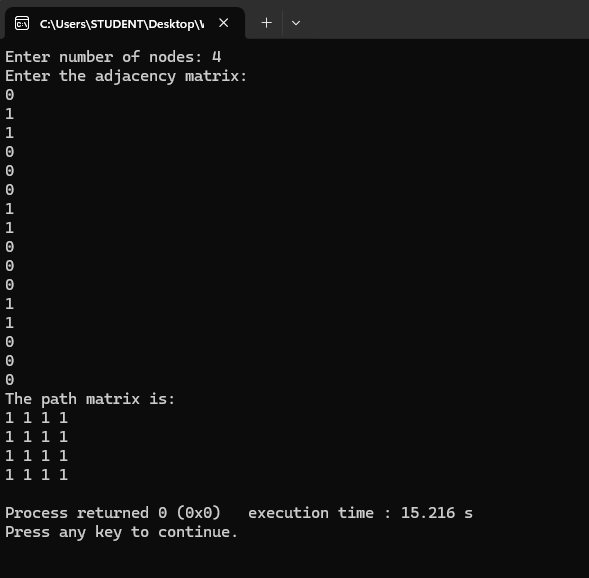 C:\Users\STUDENT\Desktop\
Enter number of nodes: 4
Enter the adjacency matrix:
0
1
1
0
0
0
1
1
0
0
0
1
1
0
0
0
The path matrix is:
1 1 1 1
1 1 1 1
1 1 1 1
1 1 1 1
Process returned 0 (0x0)   execution time : 15.216 s
Press any key to continue.